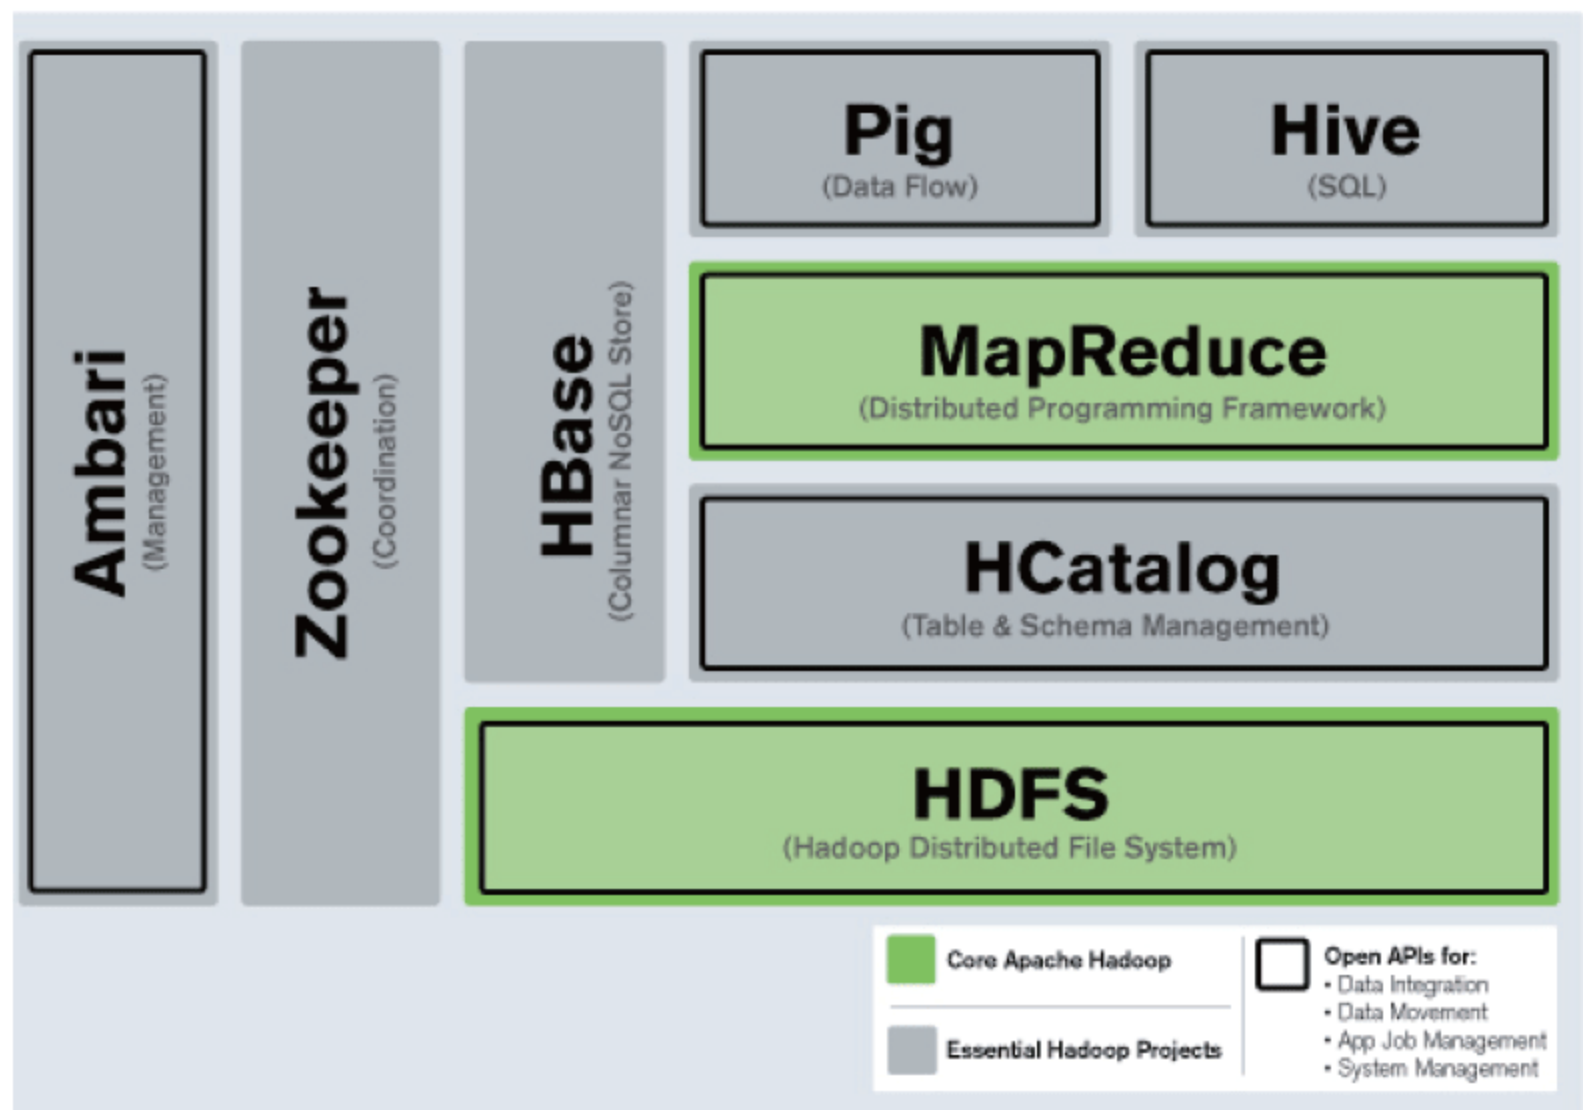 Ambari
(Management)
Zookeeper
(Coordination)
HBase
(Columnar NoSQL Store)
Pig
(Data Flow)
Hive
(SQL)
MapReduce
(Distributed Programming Framework)
HCatalog
(Table & Schema Management)
HDFS
(Hadoop Distributed File System)
Core Apache Hadoop
Essential Hadoop Projects
Open APIs for:
• Data Integration
• Data Movement
• App Job Management
• System Management